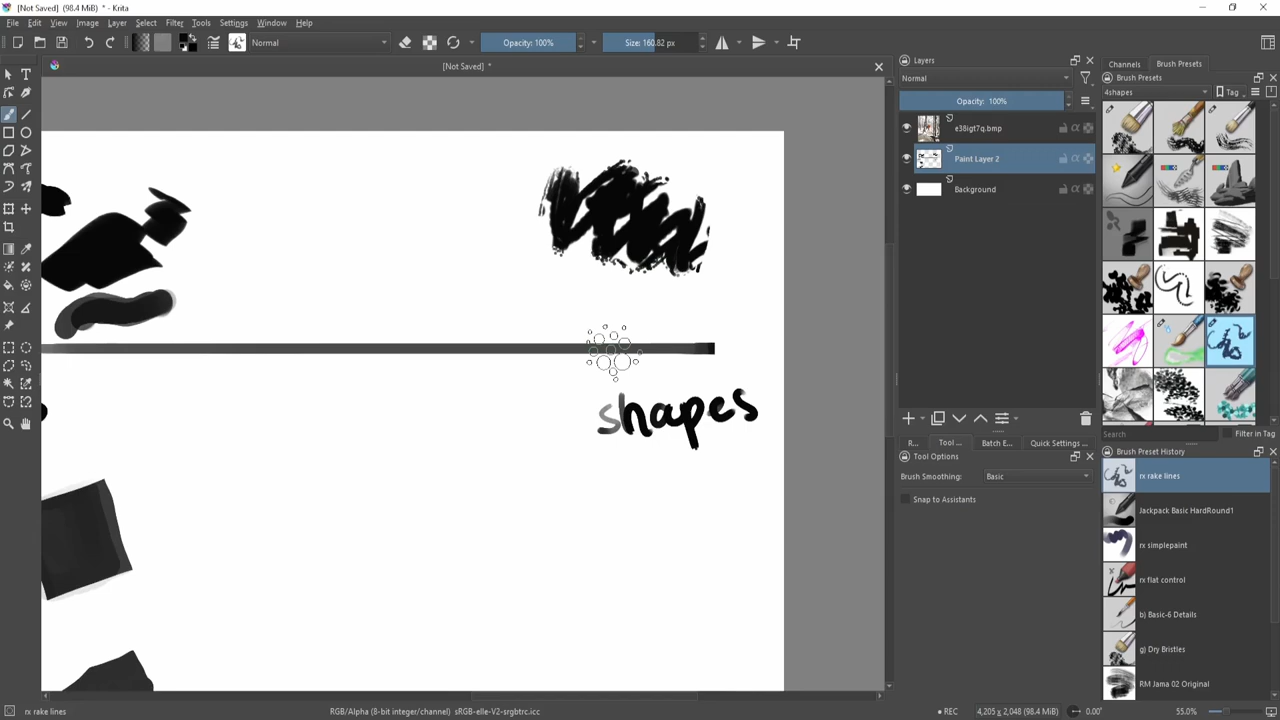 [Not Saved] (98.4 MiB) * - Krita
File Edit View Image Layer Select Filter Tools Settings Window Help
Normal
Opacity: 100%
Size: 160.82 px
[Not Saved] *
shapes
Layers
Normal
Opacity: 100%
e38igt7q.bmp
Paint Layer 2
Background
R... Tool ... Batch E... Quick Settings ...
Tool Options
Brush Smoothing: Basic
Snap to Assistants
Channels Brush Presets
Brush Presets
4shapes
Tag
Search
Filter in Tag
Brush Preset History
rx rake lines
Jackpack Basic HardRound1
rx simplepaint
rx flat control
b) Basic-6 Details
g) Dry Bristles
RM Jama 02 Original
rx rake lines
RGB/Alpha (8-bit integer/channel) sRGB-elle-V2-srgbtrc.icc
REC
4,205 x 2,048 (98.4 MiB)
0.00°
55.0%